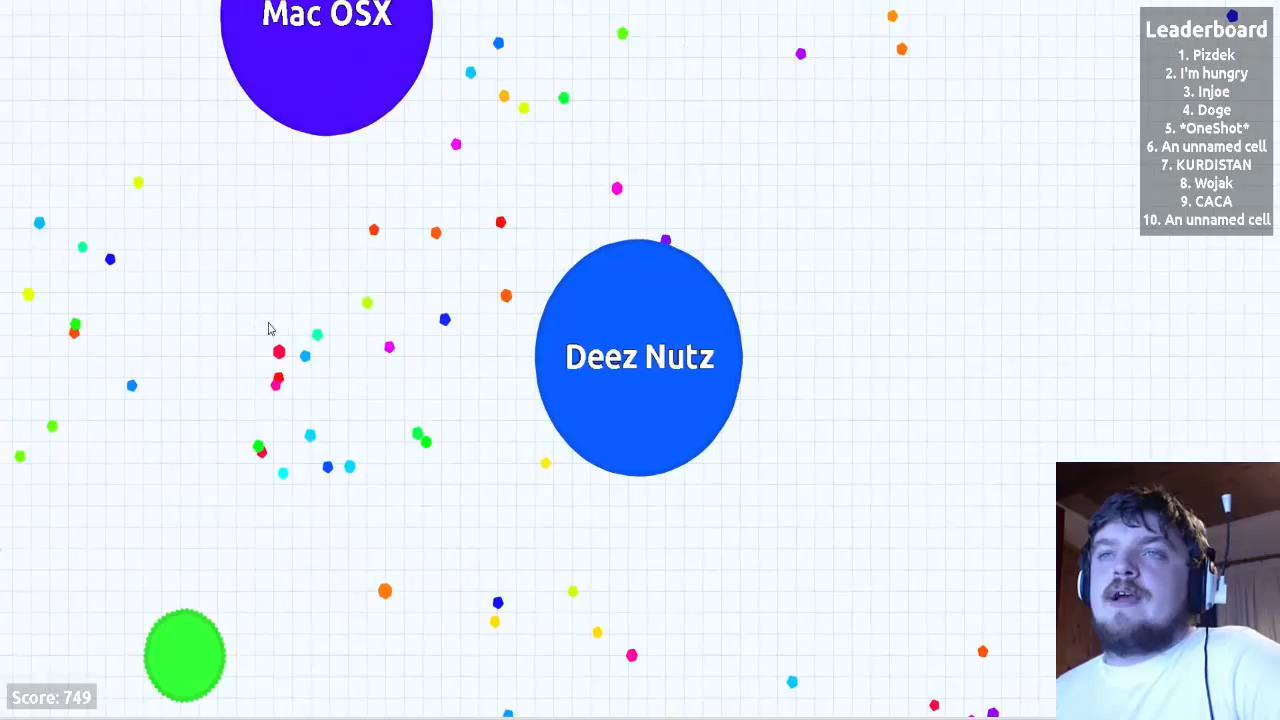 Mac OSX
Leaderboard
1. Pizdek
2. I'm hungry
3. Injoe
4. Doge
5. *OneShot*
6. An unnamed cell
7. KURDISTAN
8. Wojak
9. CACA
10. An unnamed cell
Deez Nutz
Score: 749